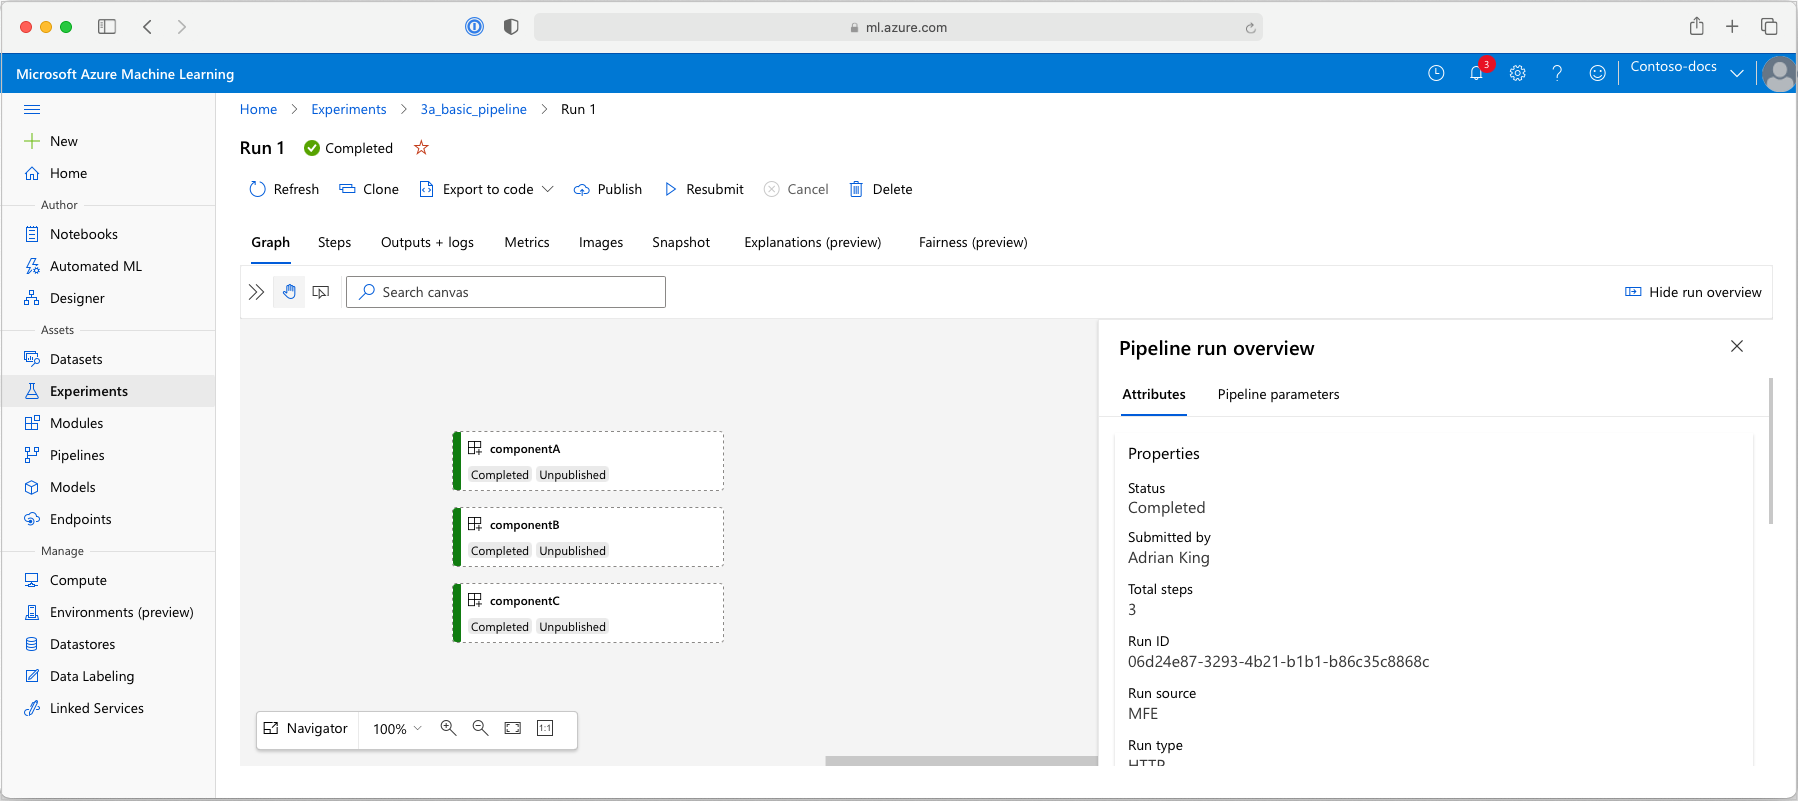 ml.azure.com
Microsoft Azure Machine Learning
3
Contoso-docs
New
Home
Author
Notebooks
Automated ML
Designer
Assets
Datasets
Experiments
Modules
Pipelines
Models
Endpoints
Manage
Compute
Environments (preview)
Datastores
Data Labeling
Linked Services
Home > Experiments > 3a_basic_pipeline > Run 1
Run 1 Completed
Refresh Clone Export to code Publish Resubmit Cancel Delete
Graph Steps Outputs + logs Metrics Images Snapshot Explanations (preview) Fairness (preview)
Search canvas
Hide run overview
componentA
Completed Unpublished
componentB
Completed Unpublished
componentC
Completed Unpublished
Navigator 100% 1:1
Pipeline run overview
Attributes Pipeline parameters
Properties
Status
Completed
Submitted by
Adrian King
Total steps
3
Run ID
06d24e87-3293-4b21-b1b1-b86c35c8868c
Run source
MFE
Run type
HTTP